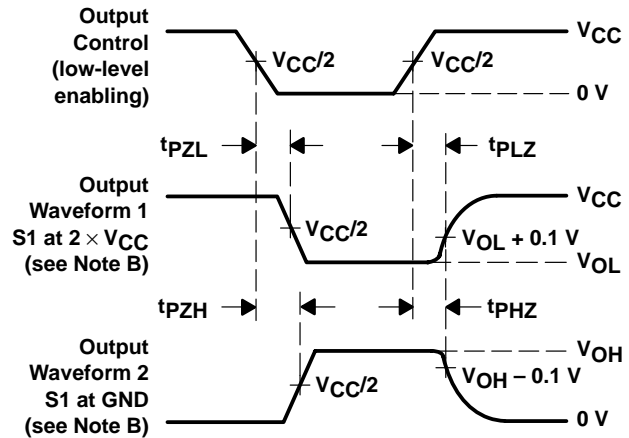 Output
Control
(low-level
enabling)
VCC/2
VCC/2
VCC
0 V
tPZL
tPLZ
Output
Waveform 1
S1 at 2 × VCC
(see Note B)
VCC/2
VCC
VOL + 0.1 V
VOL
tPZH
tPHZ
Output
Waveform 2
S1 at GND
(see Note B)
VCC/2
VOH
VOH – 0.1 V
0 V